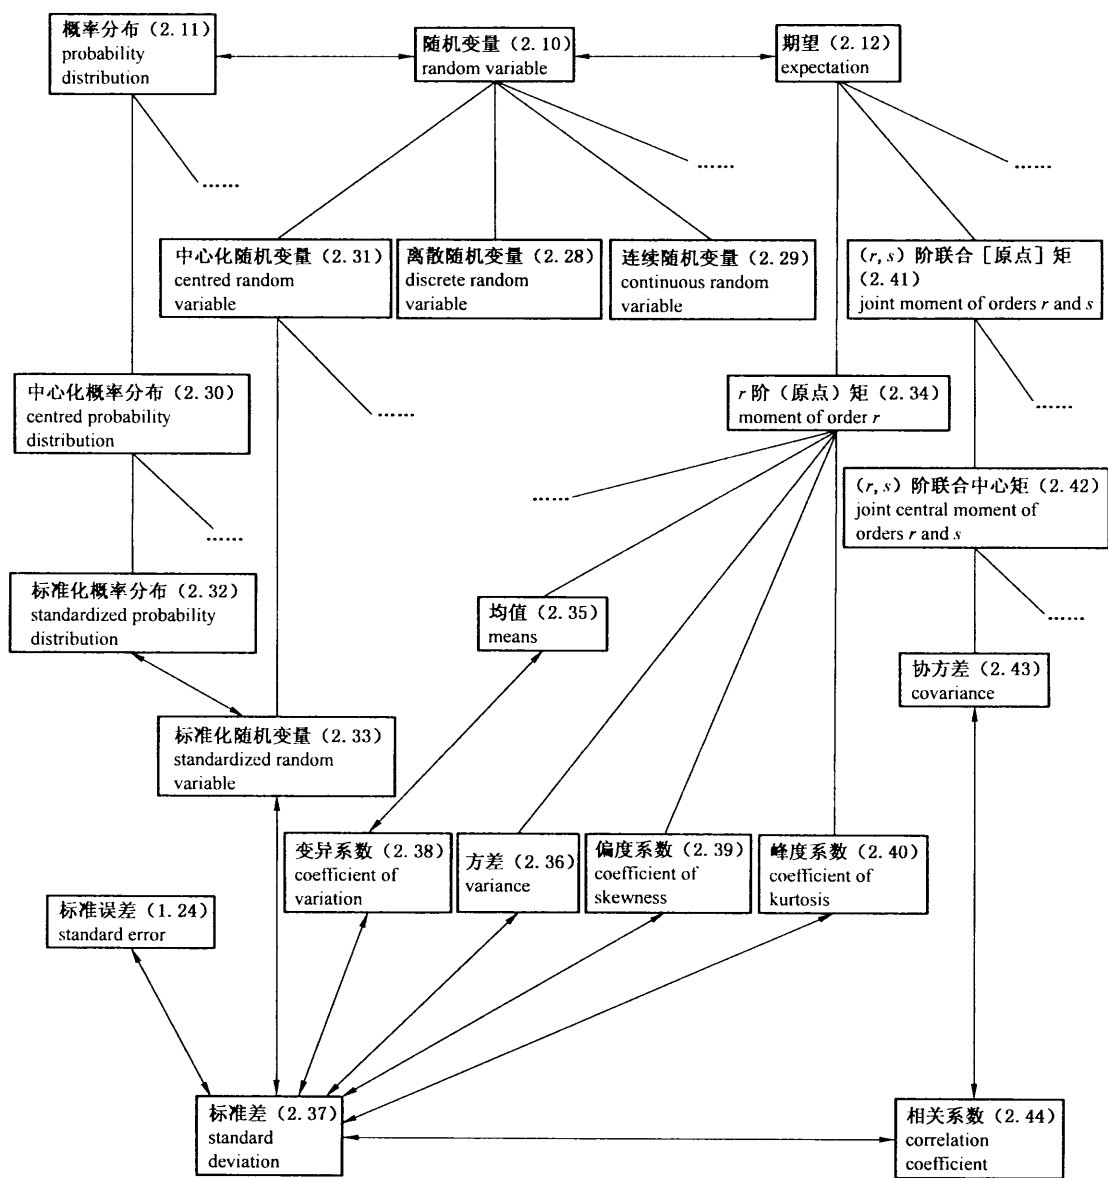 概率分布(2.11)
probability
distribution
随机变量(2.10)
random variable
期望(2.12)
expectation
……
……
……
中心化随机变量(2.31)
centred random
variable
离散随机变量(2.28)
discrete random
variable
连续随机变量(2.29)
continuous random
variable
(r,s)阶联合[原点]矩
(2.41)
joint moment of orders r and s
中心化概率分布(2.30)
centred probability
distribution
……
r阶(原点)矩(2.34)
moment of order r
……
……
(r,s)阶联合中心矩(2.42)
joint central moment of
orders r and s
……
标准化概率分布(2.32)
standardized probability
distribution
均值(2.35)
means
……
协方差(2.43)
covariance
标准化随机变量(2.33)
standardized random
variable
变异系数(2.38)
coefficient of
variation
方差(2.36)
variance
偏度系数(2.39)
coefficient of
skewness
峰度系数(2.40)
coefficient of
kurtosis
标准误差(1.24)
standard error
标准差(2.37)
standard
deviation
相关系数(2.44)
correlation
coefficient